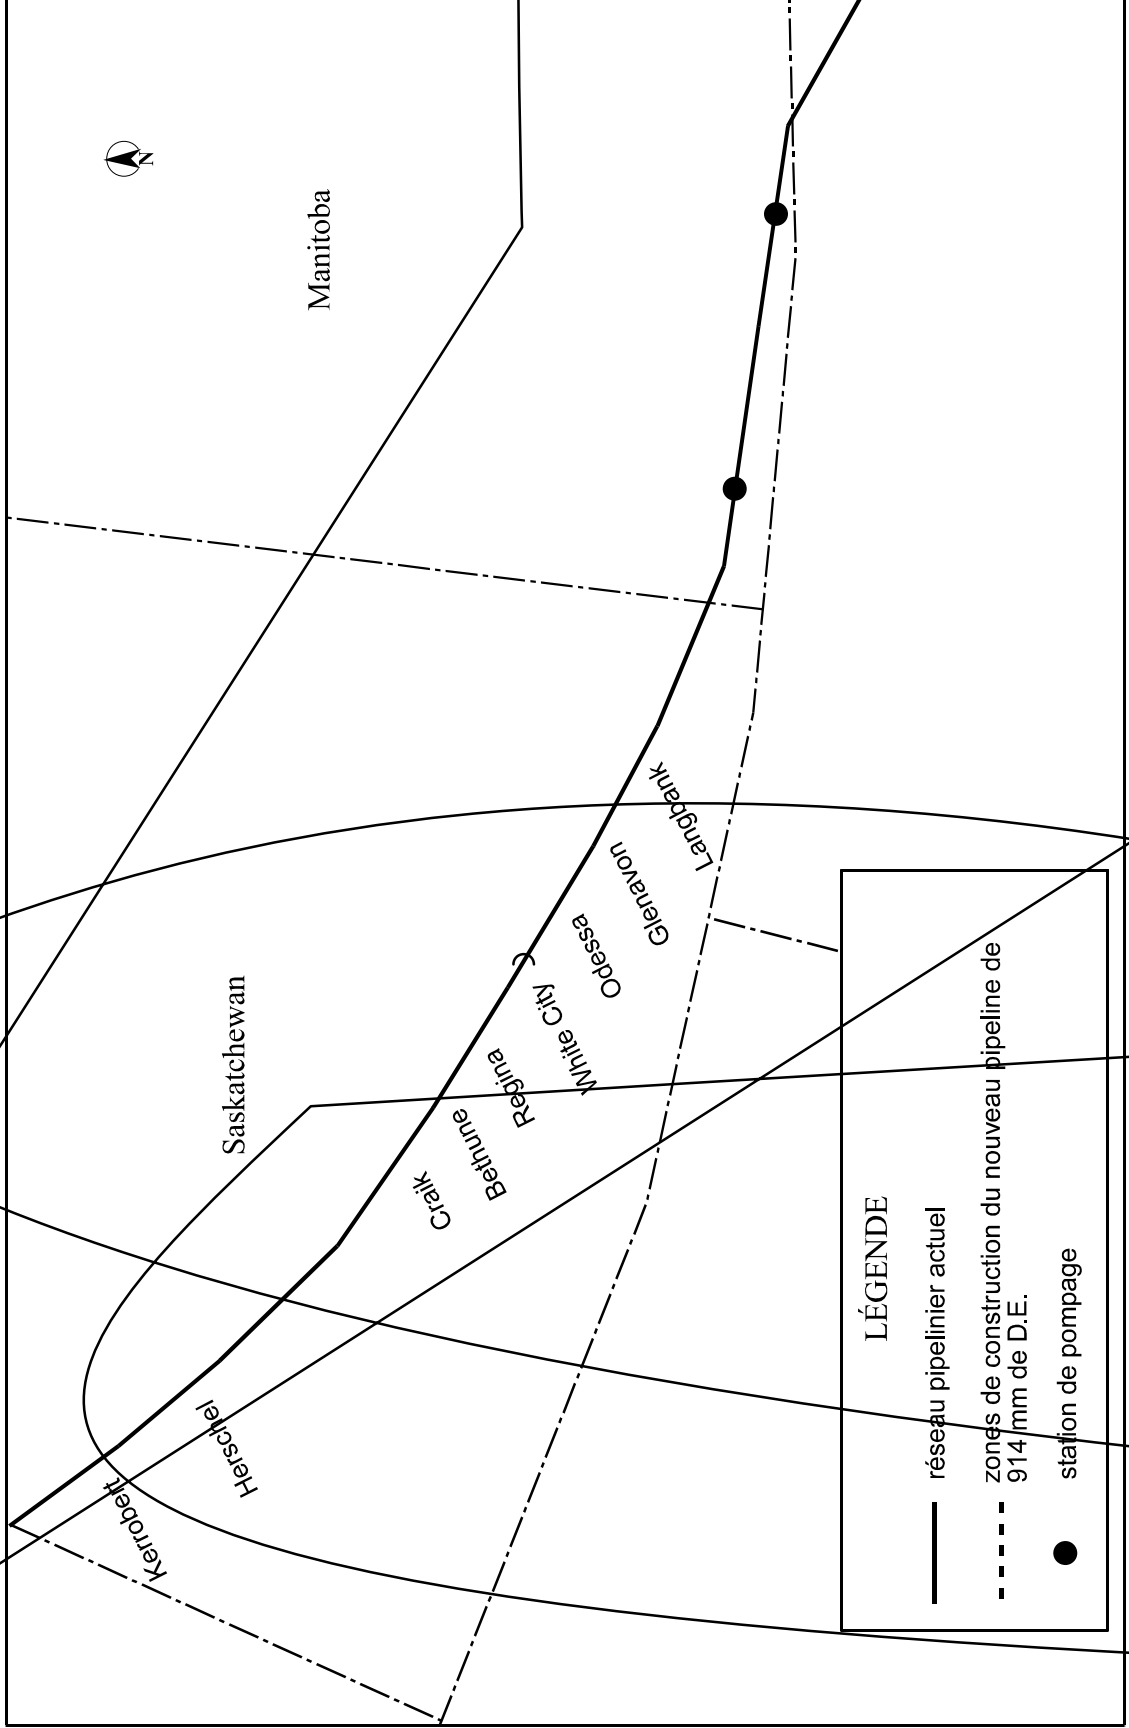 N
Manitoba
Saskatchewan
Kerrobert
Herschel
Craik
Bethune
Regina
White City
Odessa
Glenavon
Langbank
LÉGENDE
réseau pipelinier actuel
zones de construction du nouveau pipeline de
914 mm de D.E.
station de pompage